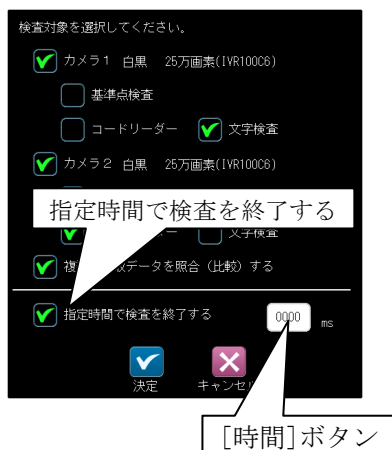 検査対象を選択してください。
カメラ1 白黒 25万画素(IVR100C6)
基準点検査
コードリーダー 文字検査
カメラ2 白黒 25万画素(IVR100C6)
指定時間で検査を終了する
文字検査
データを照合(比較)する
指定時間で検査を終了する 0000 ms
決定 キャンセ
[時間]ボタン